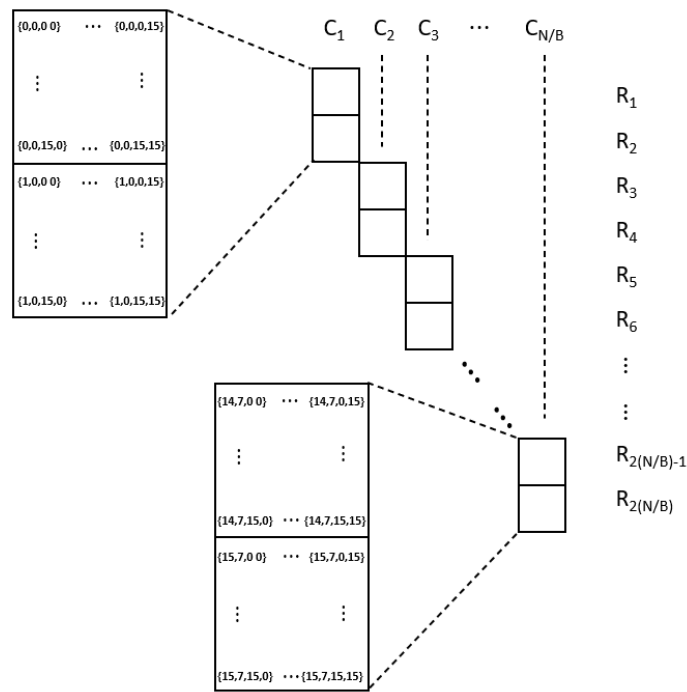 {0,0,0 0} ... {0,0,0,15}
⋮ ⋮
{0,0,15,0} ... {0,0,15,15}
{1,0,0 0} ... {1,0,0,15}
⋮ ⋮
{1,0,15,0} ... {1,0,15,15}
C1 C2 C3 ... CN/B
R1
R2
R3
R4
R5
R6
⋮
⋮
R2(N/B)-1
R2(N/B)
{14,7,0 0} ... {14,7,0,15}
⋮ ⋮
{14,7,15,0} ... {14,7,15,15}
{15,7,0 0} ... {15,7,0,15}
⋮ ⋮
{15,7,15,0} ... {15,7,15,15}